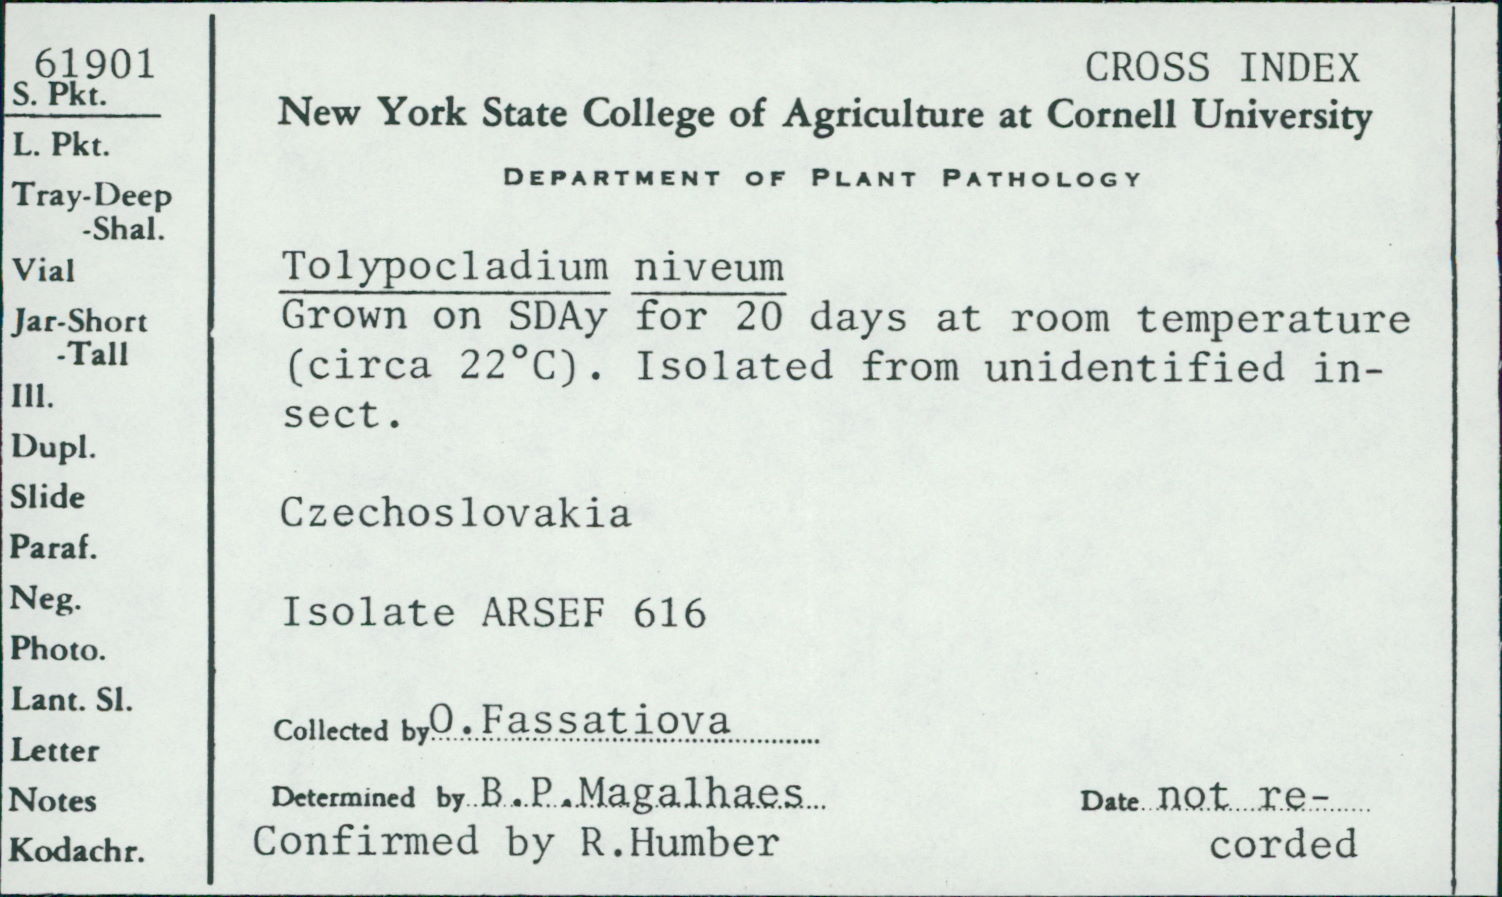 61901
S. Pkt.
L. Pkt.
Tray-Deep
-Shal.
Vial
Jar-Short
-Tall
Ill.
Dupl.
Slide
Paraf.
Neg.
Photo.
Lant. Sl.
Letter
Notes
Kodachr.
CROSS INDEX
New York State College of Agriculture at Cornell University
DEPARTMENT OF PLANT PATHOLOGY
Tolypocladium niveum
Grown on SDAy for 20 days at room temperature
(circa 22°C). Isolated from unidentified in-
sect.
Czechoslovakia
Isolate ARSEF 616
Collected by O.Fassatiova
Determined by B.P.Magalhaes Date not re-
Confirmed by R.Humber corded